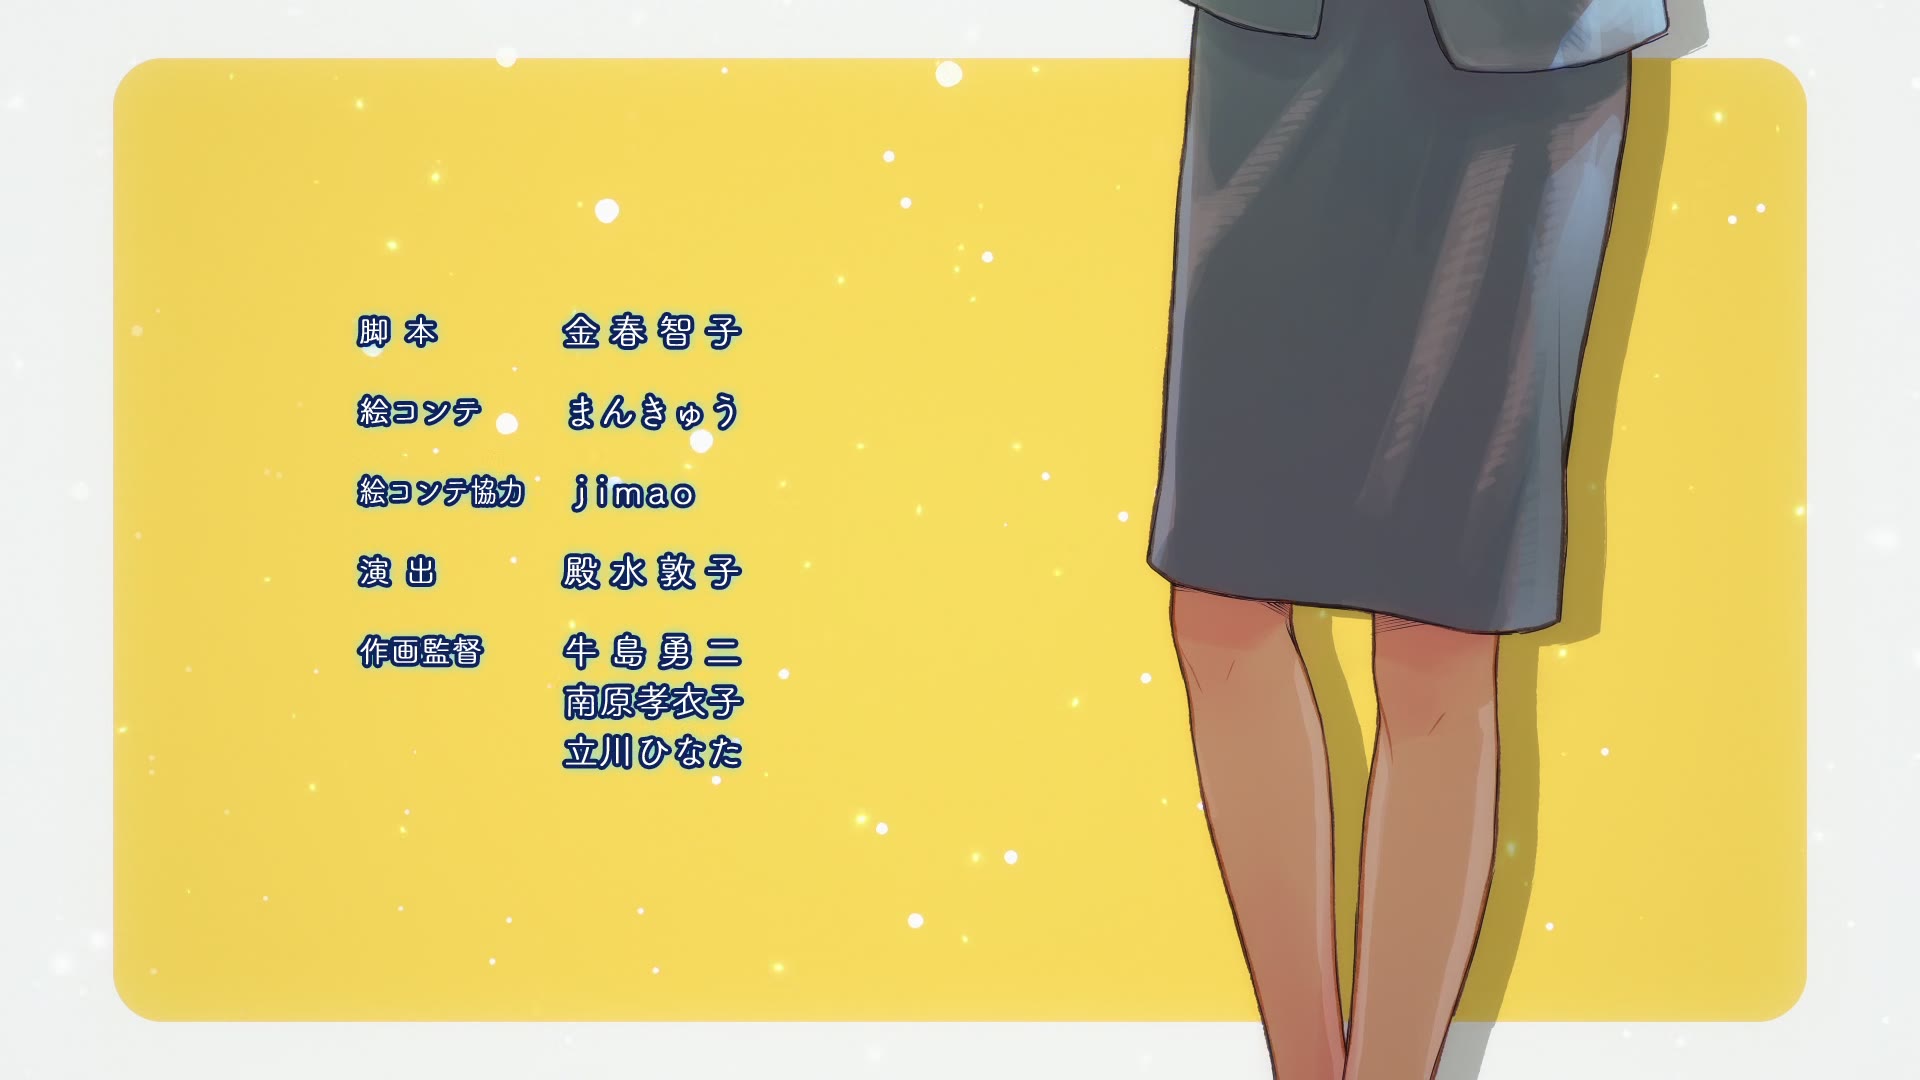 脚本 金春智子
絵コンテ まんきゅう
絵コンテ協力 jimao
演出 殿水敦子
作画監督 牛島勇二
南原孝衣子
立川ひなた